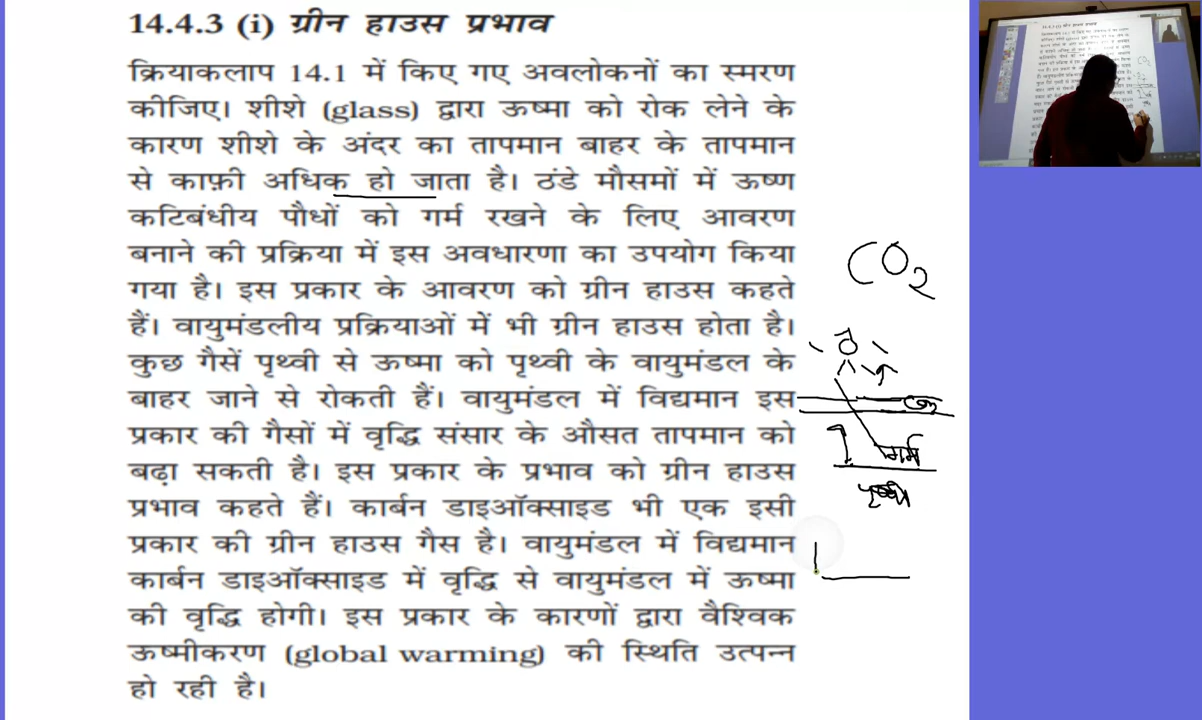 14.4.3 (i) ग्रीन हाउस प्रभाव
क्रियाकलाप 14.1 में किए गए अवलोकनों का स्मरण
कीजिए। शीशे (glass) द्वारा ऊष्मा को रोक लेने के
कारण शीशे के अंदर का तापमान बाहर के तापमान
से काफ़ी अधिक हो जाता है। ठंडे मौसमों में ऊष्ण
कटिबंधीय पौधों को गर्म रखने के लिए आवरण
बनाने की प्रक्रिया में इस अवधारणा का उपयोग किया
गया है। इस प्रकार के आवरण को ग्रीन हाउस कहते
हैं। वायुमंडलीय प्रक्रियाओं में भी ग्रीन हाउस होता है।
कुछ गैसें पृथ्वी से ऊष्मा को पृथ्वी के वायुमंडल के
बाहर जाने से रोकती हैं। वायुमंडल में विद्यमान इस
प्रकार की गैसों में वृद्धि संसार के औसत तापमान को
बढ़ा सकती है। इस प्रकार के प्रभाव को ग्रीन हाउस
प्रभाव कहते हैं। कार्बन डाइऑक्साइड भी एक इसी
प्रकार की ग्रीन हाउस गैस है। वायुमंडल में विद्यमान
कार्बन डाइऑक्साइड में वृद्धि से वायुमंडल में ऊष्मा
की वृद्धि होगी। इस प्रकार के कारणों द्वारा वैश्विक
ऊष्मीकरण (global warming) की स्थिति उत्पन्न
हो रही है।
CO2
गर्म
पृथ्वी